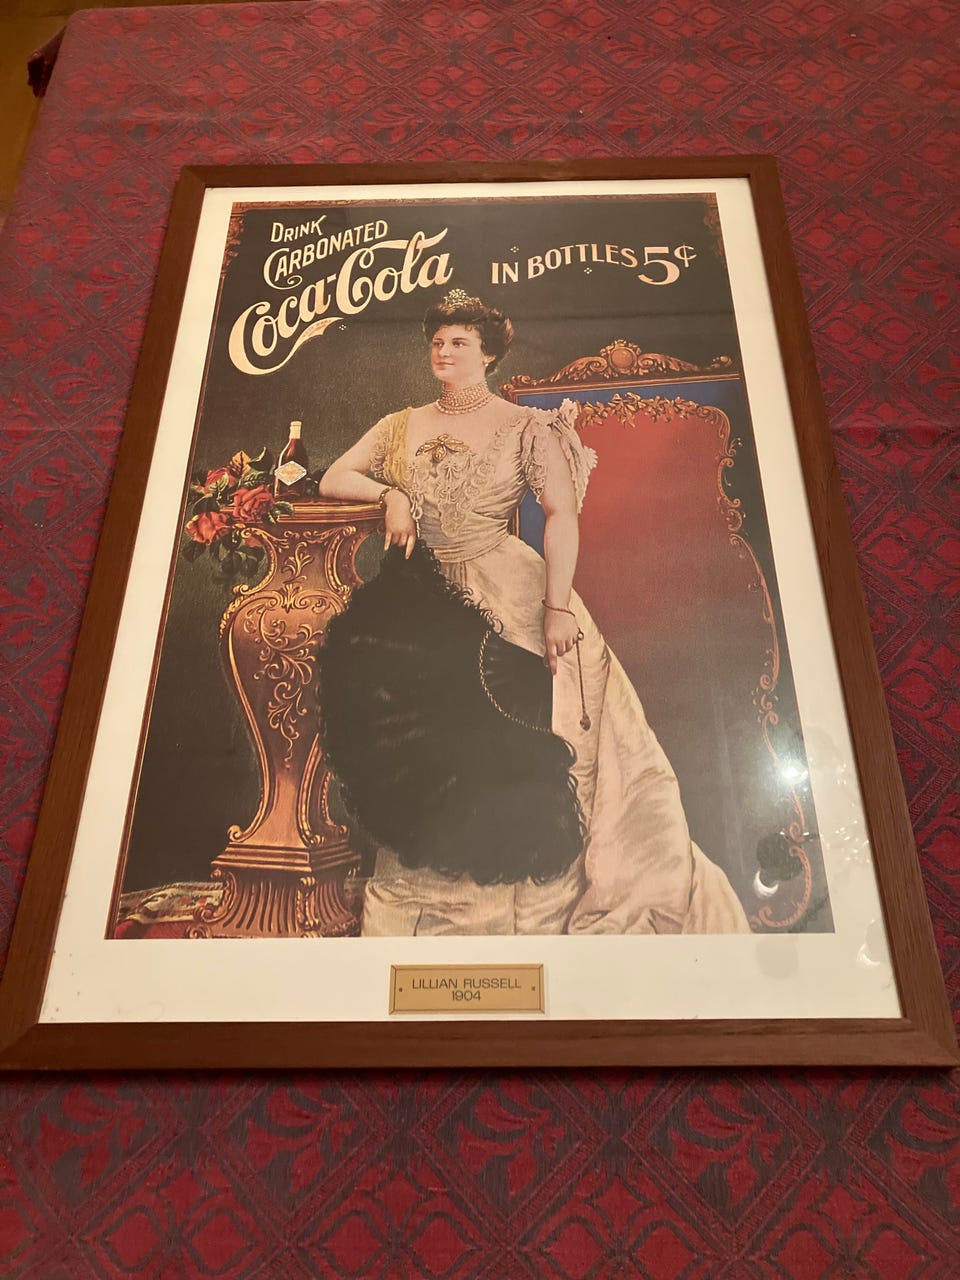 DRINK
CARBONATED
Coca-Cola
IN BOTTLES 5¢
LILLIAN RUSSELL
1904